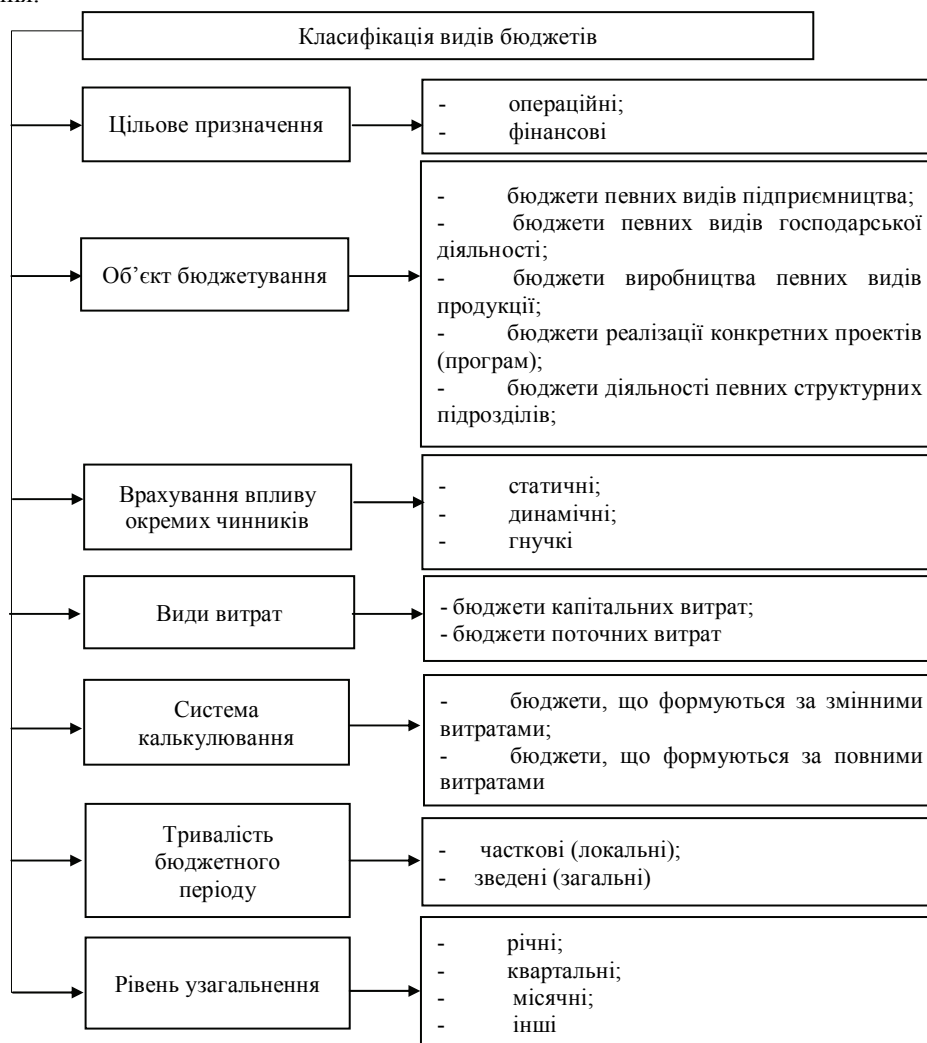 ння.
Класифікація видів бюджетів
Цільове призначення
- операційні;
- фінансові
Об’єкт бюджетування
- бюджети певних видів підприємництва;
- бюджети певних видів господарської
діяльності;
- бюджети виробництва певних видів
продукції;
- бюджети реалізації конкретних проектів
(програм);
- бюджети діяльності певних структурних
підрозділів;
Врахування впливу
окремих чинників
- статичні;
- динамічні;
- гнучкі
Види витрат
- бюджети капітальних витрат;
- бюджети поточних витрат
Система
калькулювання
- бюджети, що формуються за змінними
витратами;
- бюджети, що формуються за повними
витратами
Тривалість
бюджетного
періоду
- часткові (локальні);
- зведені (загальні)
Рівень узагальнення
- річні;
- квартальні;
- місячні;
- інші